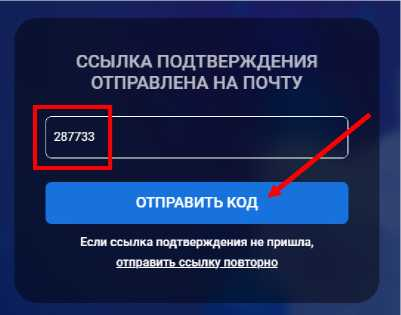 ССЫЛКА ПОДТВЕРЖДЕНИЯ
ОТПРАВЛЕНА НА ПОЧТУ
287733
ОТПРАВИТЬ КОД
Если ссылка подтверждения не пришла,
отправить ссылку повторно